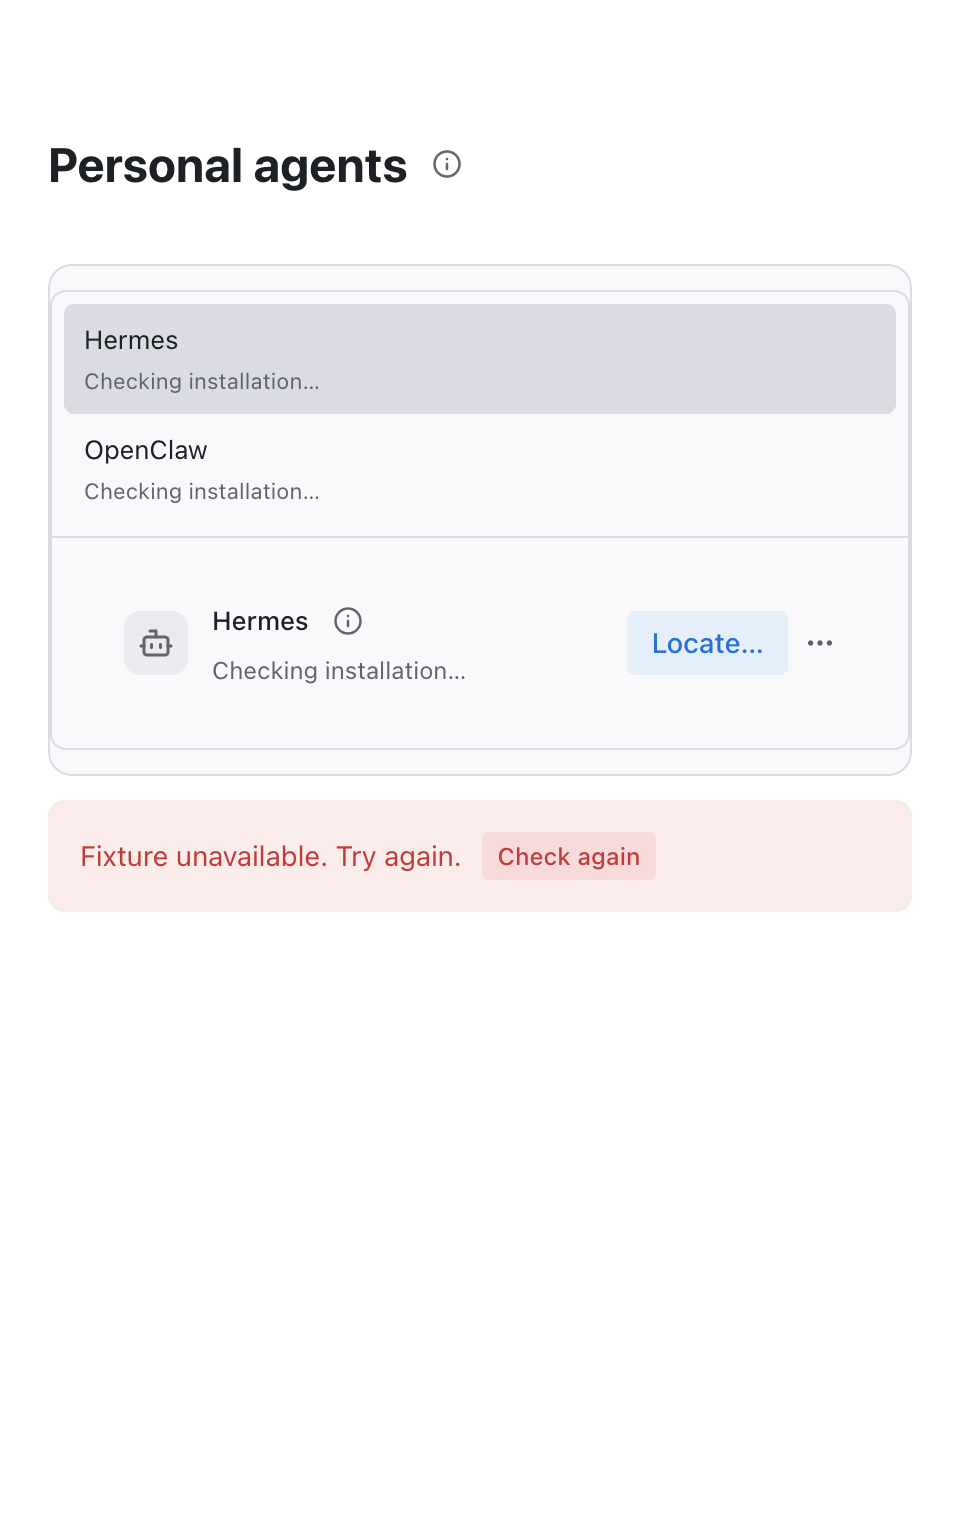 Personal agents
Hermes
Checking installation...
OpenClaw
Checking installation...
Hermes
Locate...
Checking installation...
Fixture unavailable. Try again.
Check again